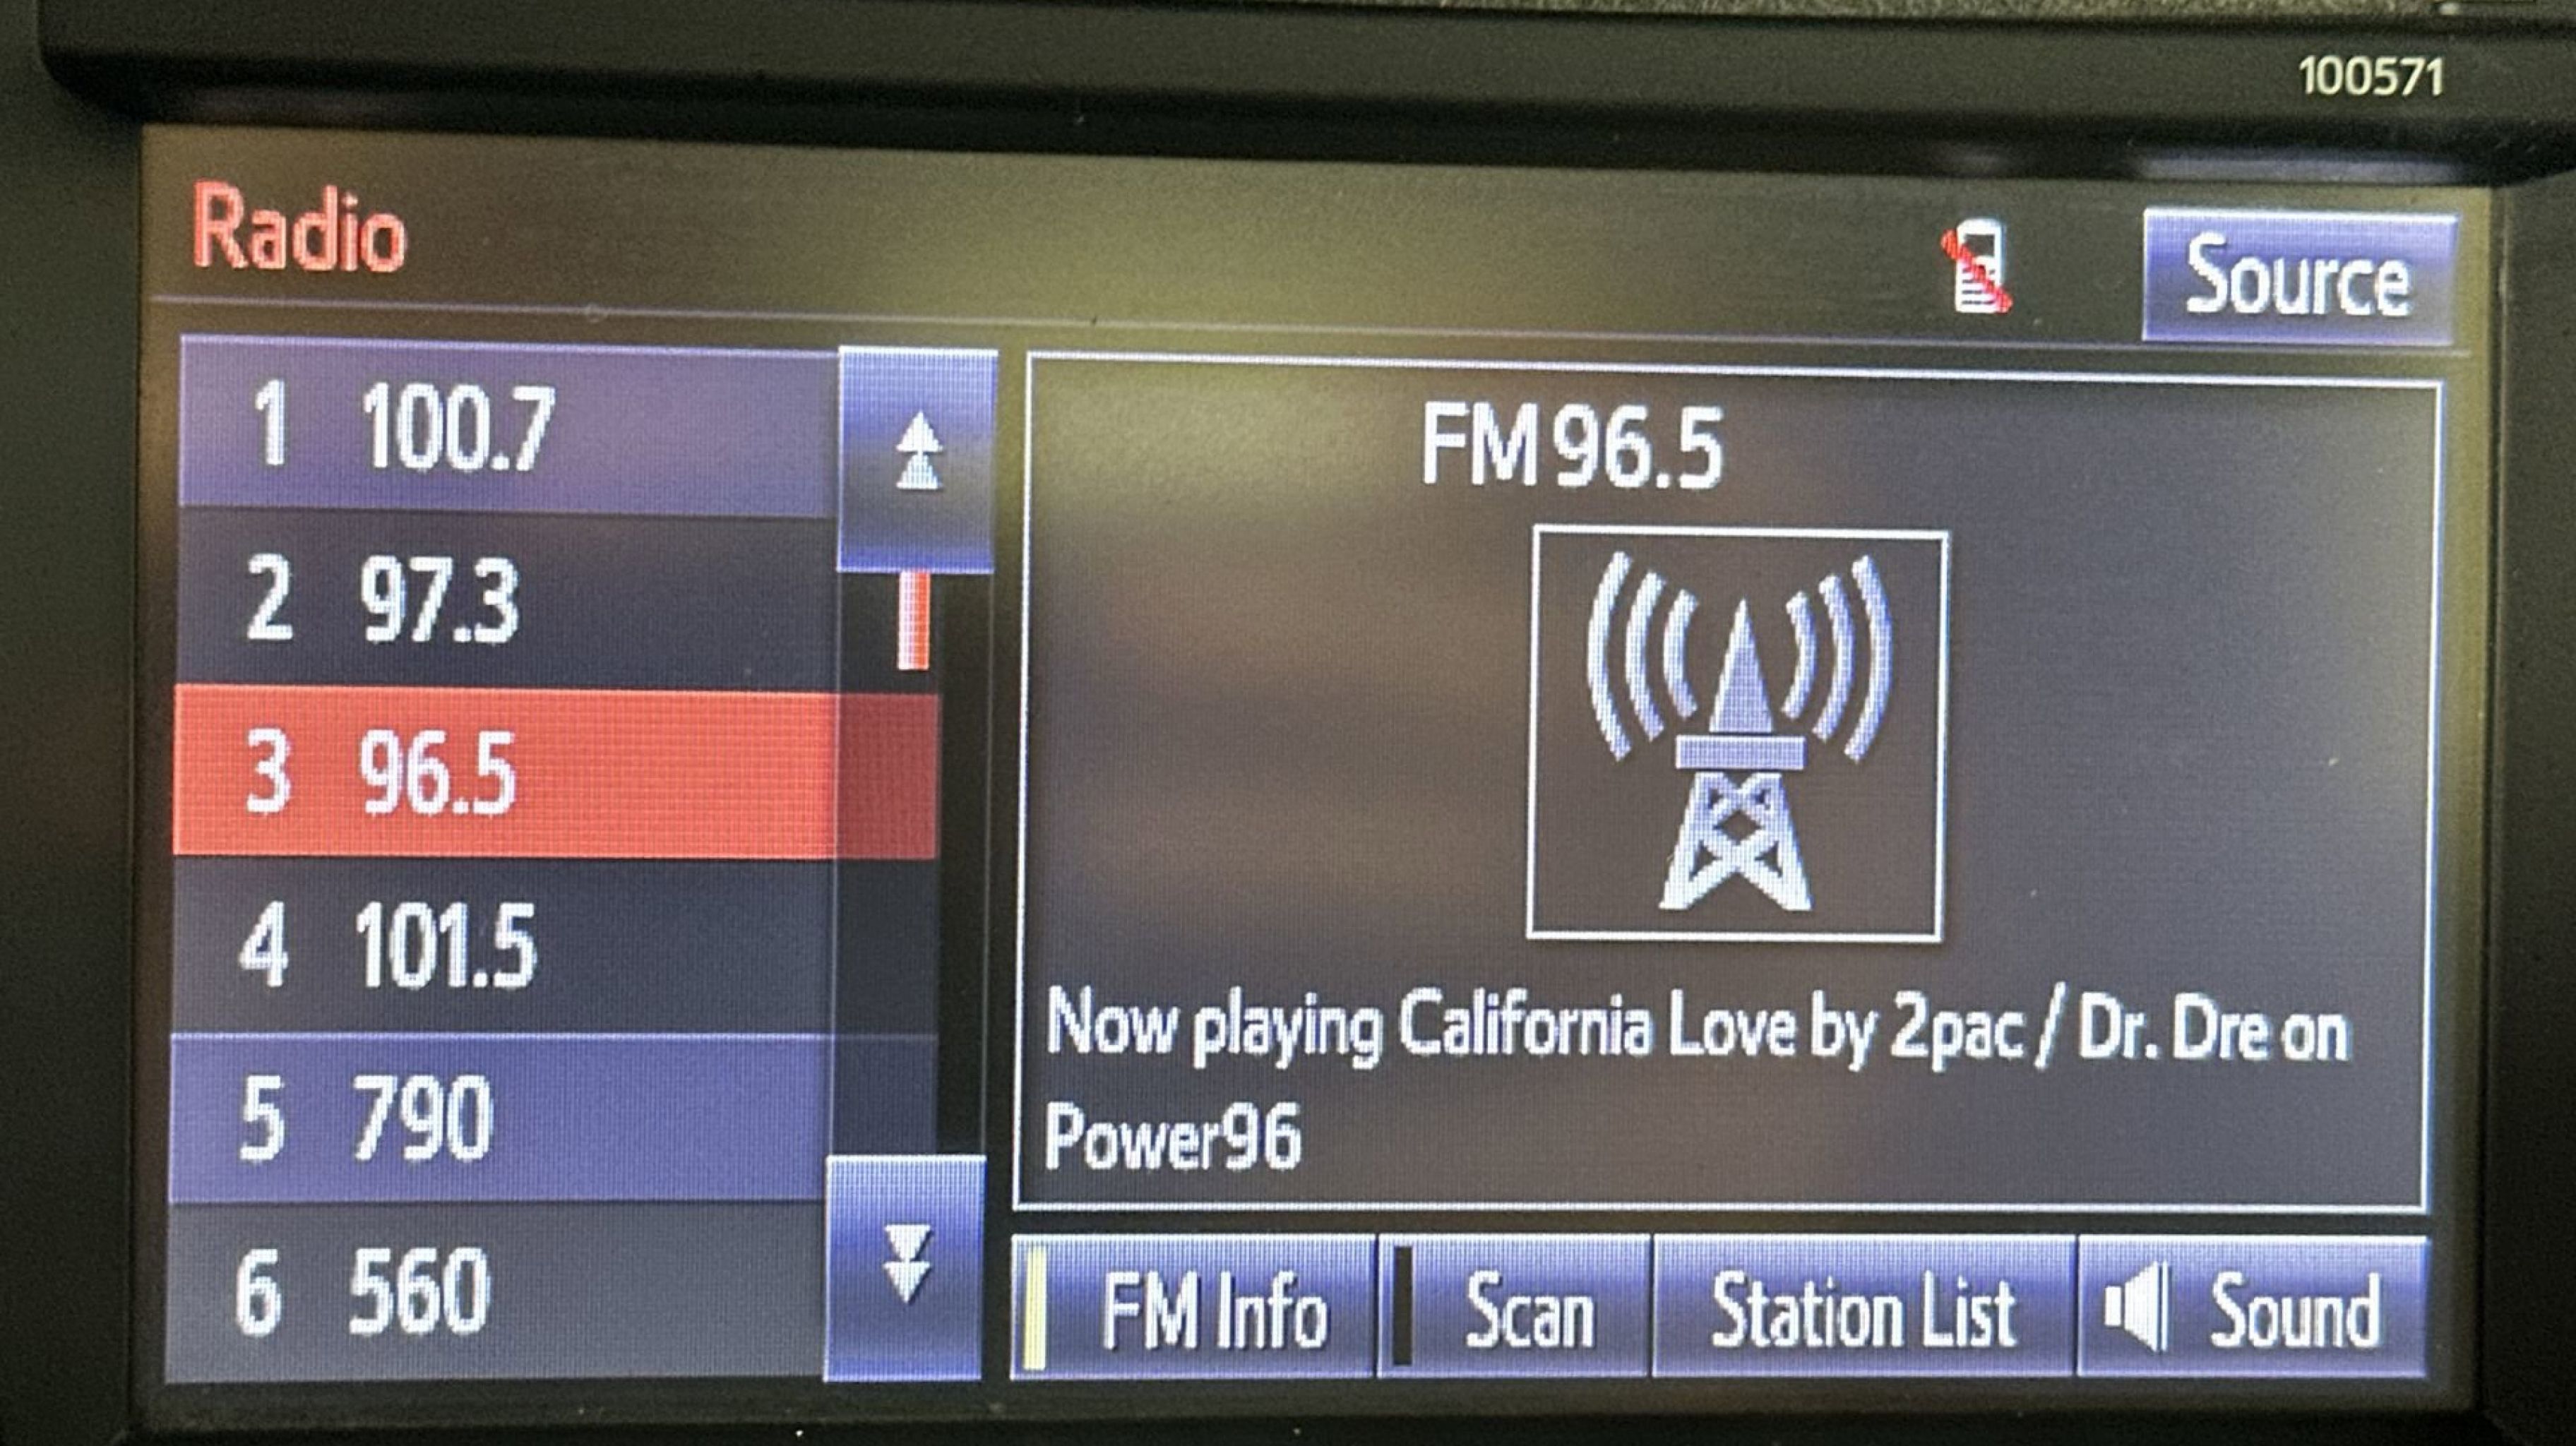 100571
Radio
Source
1 100.7
2 97.3
3 96.5
4 101.5
5 790
6 560
FM 96.5
Now playing California Love by 2pac / Dr. Dre on
Power96
FM Info
Scan
Station List
Sound